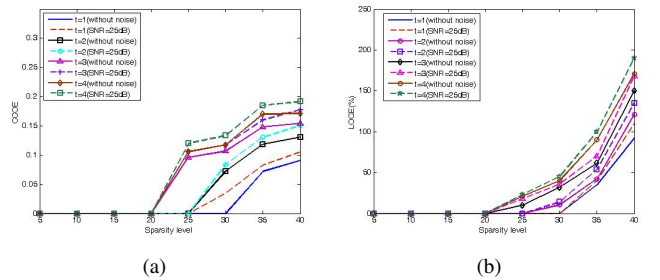 0.35
0.3
0.25
0.2
0.15
0.1
0.05
0
CCDE
t=1(without noise)
t=1(SNR=25dB)
t=2(without noise)
t=2(SNR=25dB)
t=3(without noise)
t=3(SNR=25dB)
t=4(without noise)
t=4(SNR=25dB)
5 10 15 20 25 30 35 40
Sparsity level
(a)
250
200
150
100
50
0
LOCE(%)
t=1(without noise)
t=1(SNR=25dB)
t=2(without noise)
t=2(SNR=25dB)
t=3(without noise)
t=3(SNR=25dB)
t=4(without noise)
t=4(SNR=25dB)
5 10 15 20 25 30 35 40
Sparsity level
(b)